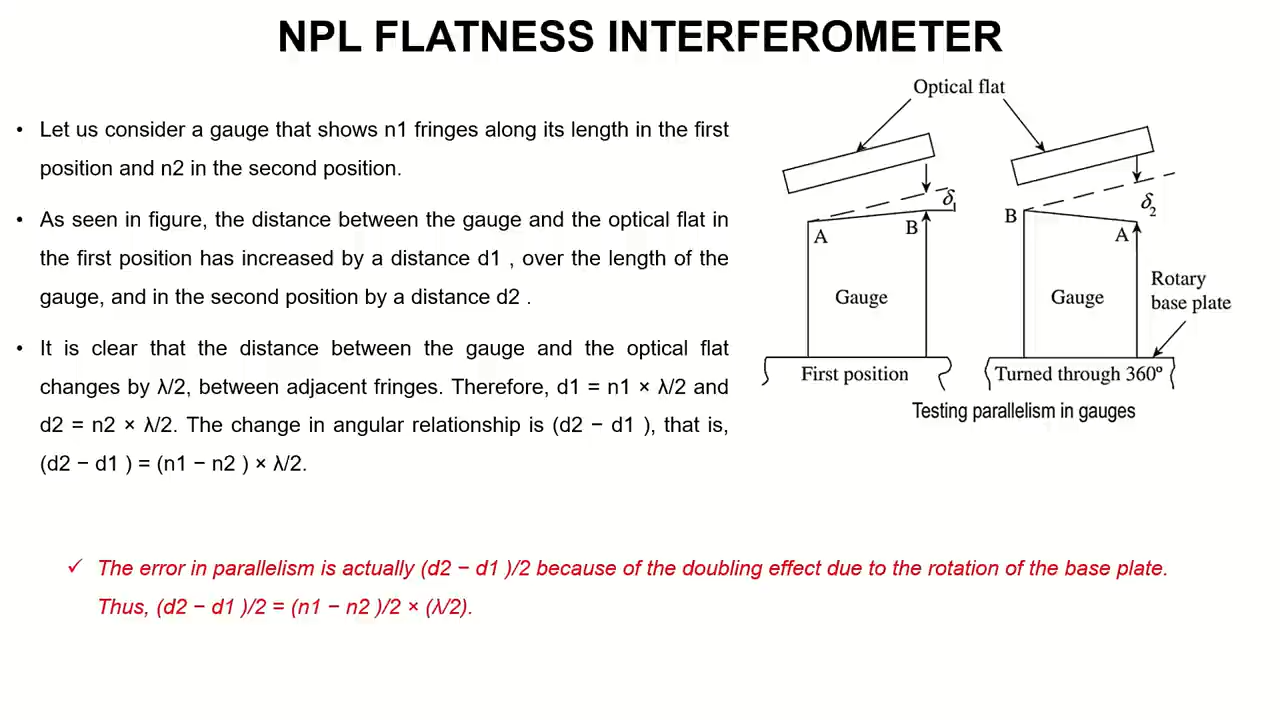 NPL FLATNESS INTERFEROMETER
• Let us consider a gauge that shows n1 fringes along its length in the first
position and n2 in the second position.
• As seen in figure, the distance between the gauge and the optical flat in
the first position has increased by a distance d1 , over the length of the
gauge, and in the second position by a distance d2 .
• It is clear that the distance between the gauge and the optical flat
changes by λ/2, between adjacent fringes. Therefore, d1 = n1 × λ/2 and
d2 = n2 × λ/2. The change in angular relationship is (d2 − d1 ), that is,
(d2 − d1 ) = (n1 − n2 ) × λ/2.
Optical flat
δ1
A
B
Gauge
First position
B
δ2
A
Gauge
Rotary
base plate
Turned through 360º
Testing parallelism in gauges
✓ The error in parallelism is actually (d2 − d1 )/2 because of the doubling effect due to the rotation of the base plate.
Thus, (d2 − d1 )/2 = (n1 − n2 )/2 × (λ/2).